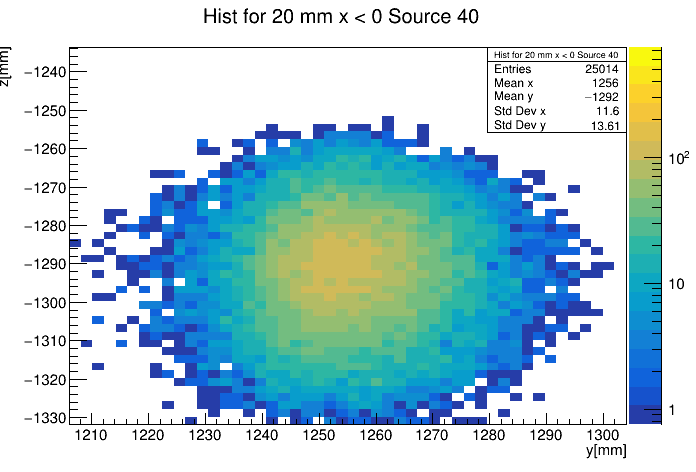 Hist for 20 mm x < 0 Source 40
z[mm]
Hist for 20 mm x < 0 Source 40
Entries 25014
Mean x 1256
Mean y −1292
Std Dev x 11.6
Std Dev y 13.61
−1240
−1250
−1260
−1270
−1280
−1290
−1300
−1310
−1320
−1330
1210 1220 1230 1240 1250 1260 1270 1280 1290 1300
y[mm]
10²
10
1